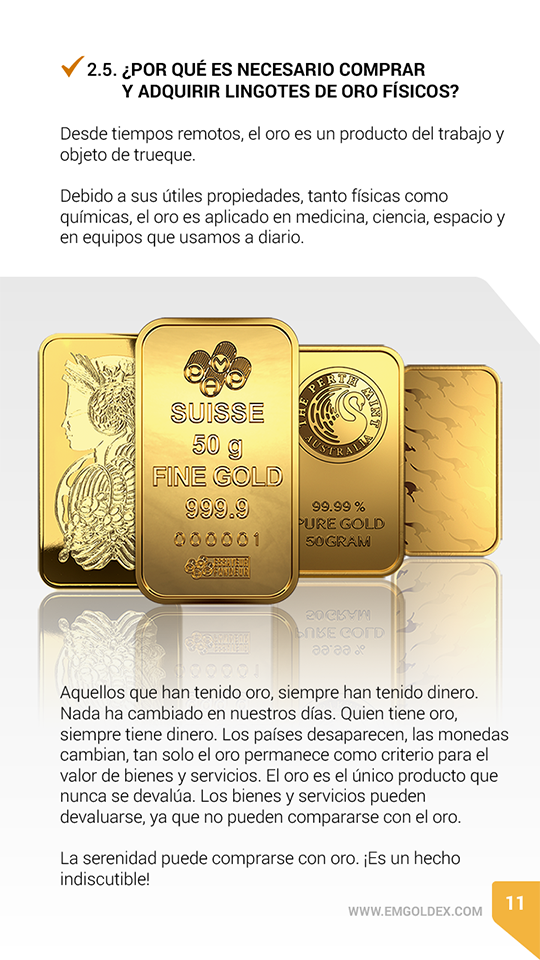 2.5. ¿POR QUÉ ES NECESARIO COMPRAR
Y ADQUIRIR LINGOTES DE ORO FÍSICOS?
Desde tiempos remotos, el oro es un producto del trabajo y
objeto de trueque.
Debido a sus útiles propiedades, tanto físicas como
químicas, el oro es aplicado en medicina, ciencia, espacio y
en equipos que usamos a diario.
PAMP
SUISSE
50 g
FINE GOLD
999.9
000001
ESSAYEUR
FONDEUR
THE PERTH MINT
AUSTRALIA
99.99 %
PURE GOLD
50 GRAM
Aquellos que han tenido oro, siempre han tenido dinero.
Nada ha cambiado en nuestros días. Quien tiene oro,
siempre tiene dinero. Los países desaparecen, las monedas
cambian, tan solo el oro permanece como criterio para el
valor de bienes y servicios. El oro es el único producto que
nunca se devalúa. Los bienes y servicios pueden
devaluarse, ya que no pueden compararse con el oro.
La serenidad puede comprarse con oro. ¡Es un hecho
indiscutible!
WWW.EMGOLDEX.COM
11